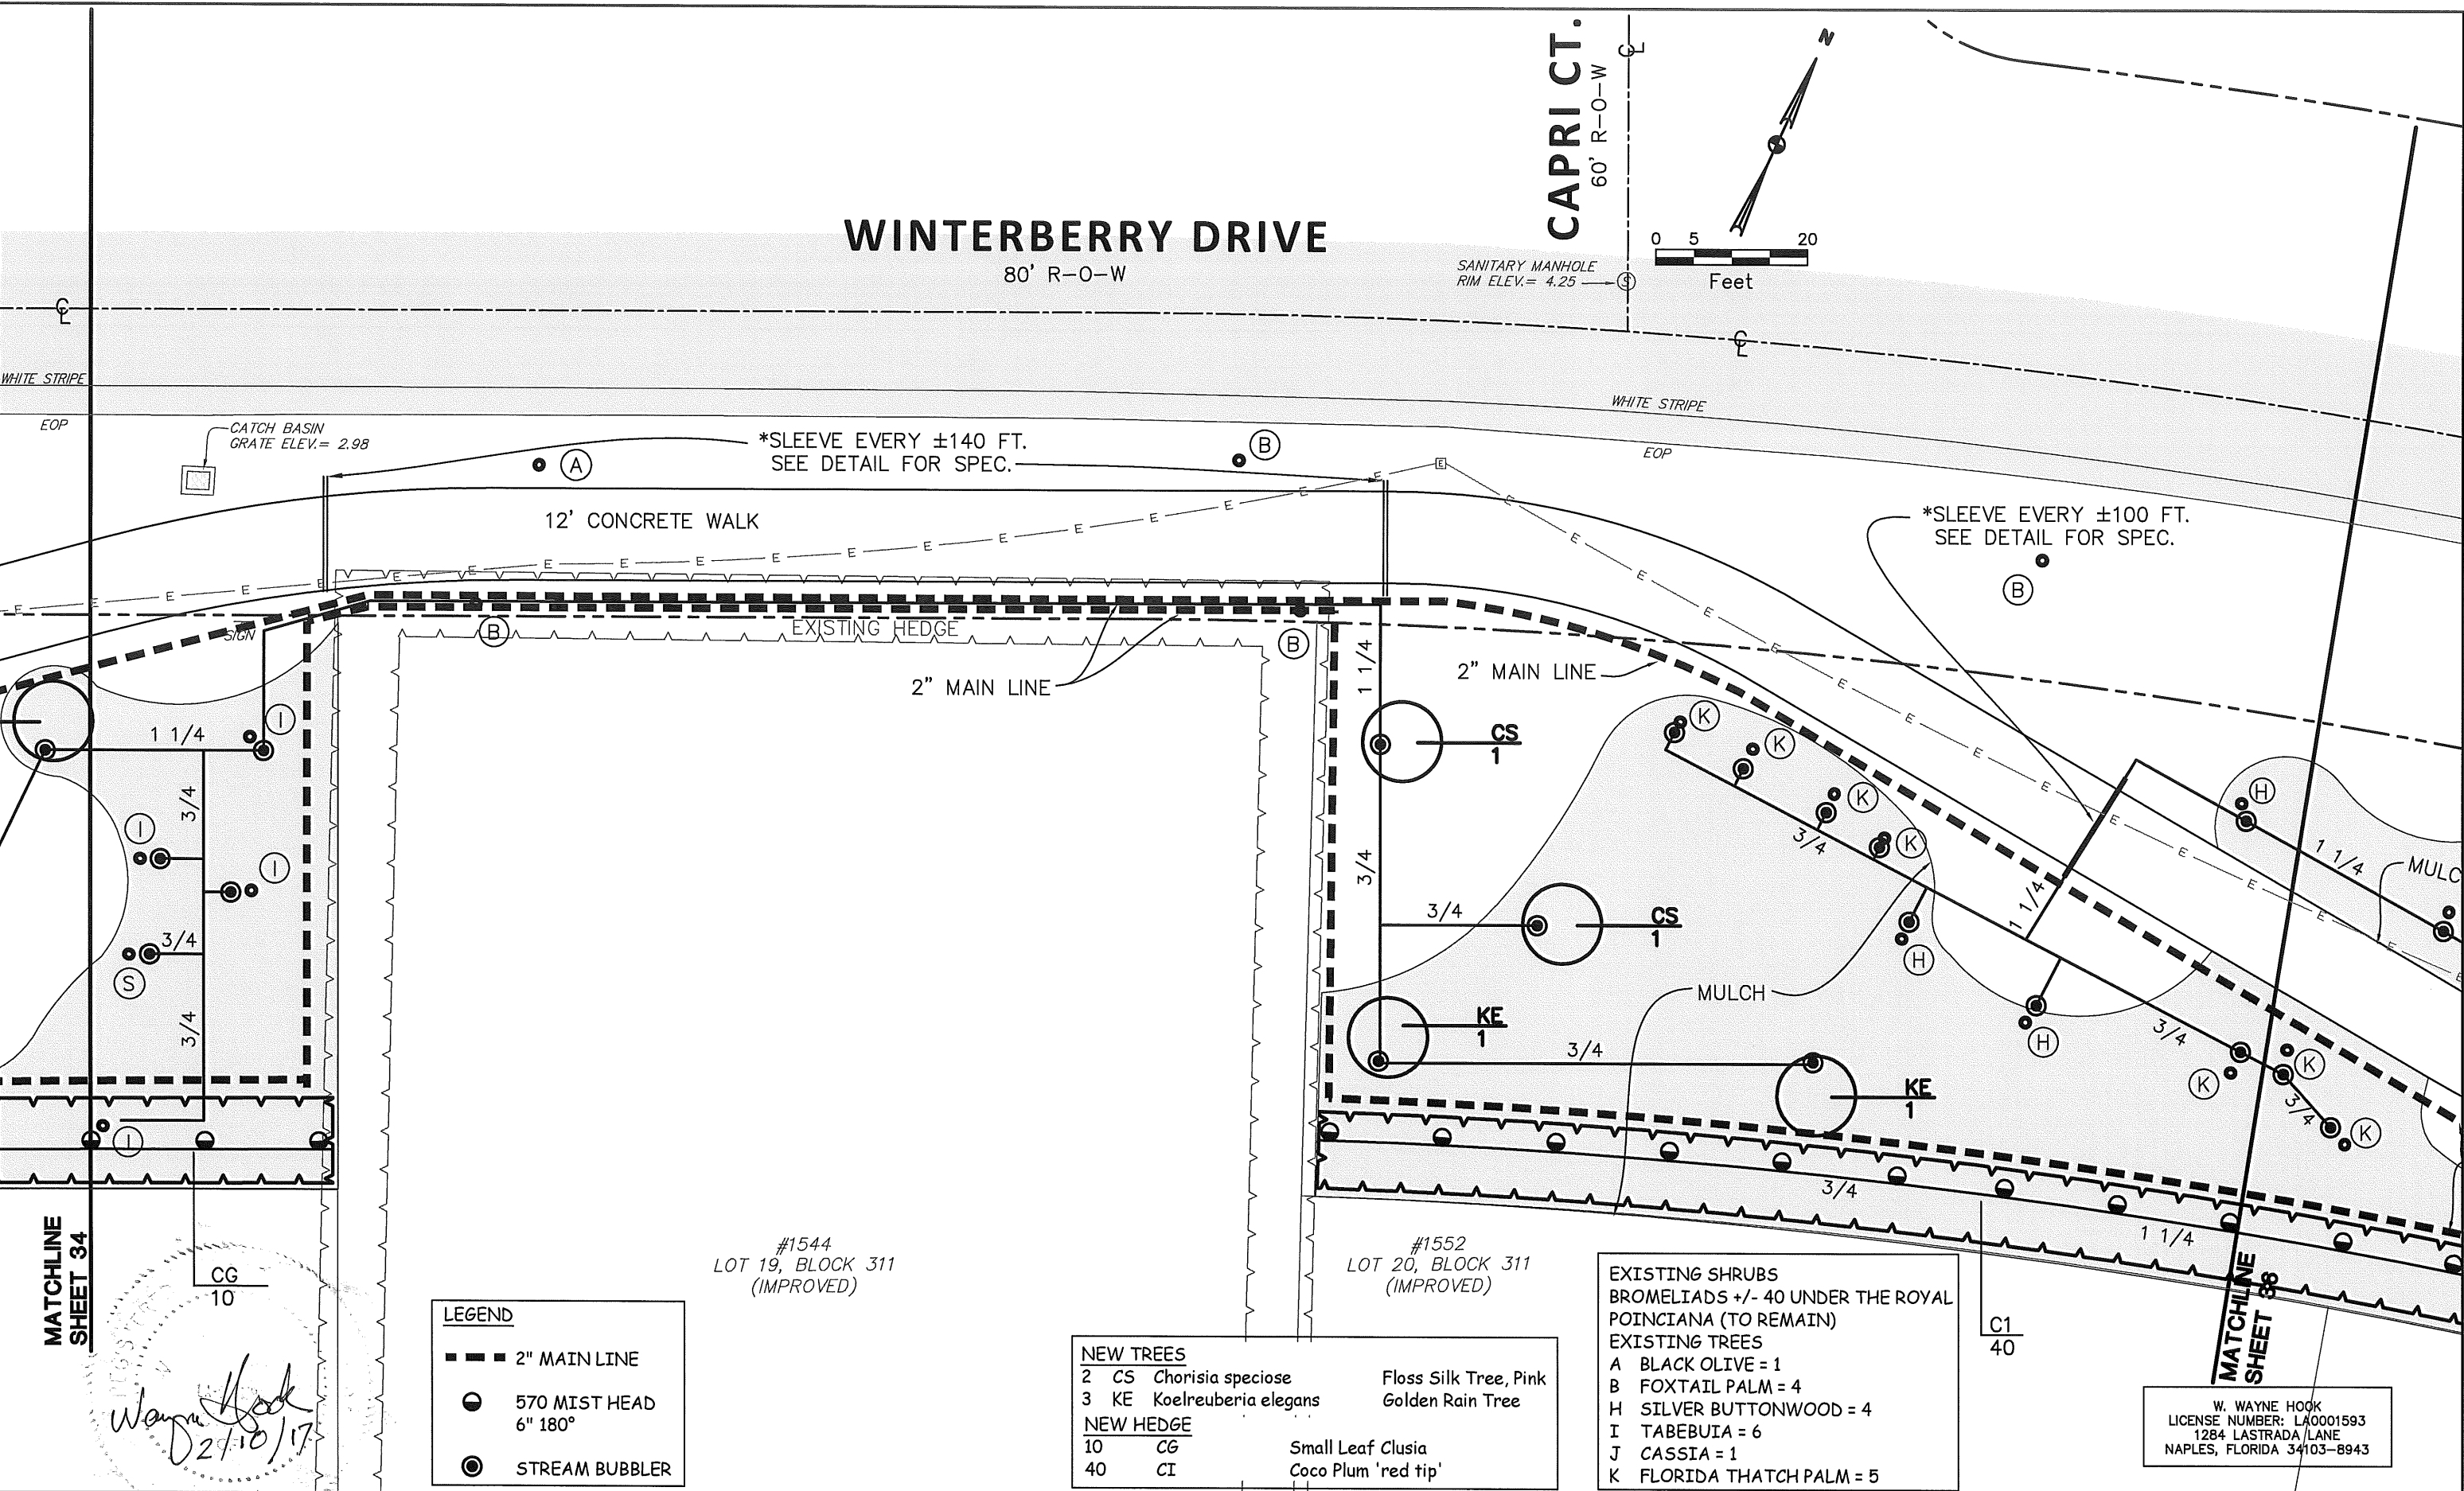 CAPRI CT.
60' R-O-W
N
WINTERBERRY DRIVE
80' R-O-W
0 5 20
Feet
SANITARY MANHOLE
RIM ELEV.= 4.25
S
WHITE STRIPE
EOP
CATCH BASIN
GRATE ELEV.= 2.98
A
*SLEEVE EVERY ±140 FT.
SEE DETAIL FOR SPEC.
B
WHITE STRIPE
EOP
12' CONCRETE WALK
*SLEEVE EVERY ±100 FT.
SEE DETAIL FOR SPEC.
B
SIGN
B
EXISTING HEDGE
B
2" MAIN LINE
2" MAIN LINE
1 1/4
I
1 1/4
3/4
I
I
3/4
S
3/4
I
CS
1
3/4
3/4
CS
1
KE
1
3/4
KE
1
K
K
K
K
3/4
H
MULCH
1 1/4
H
H
1 1/4
MULC
3/4
K
K
3/4
K
3/4
1 1/4
MATCHLINE
SHEET 34
CG
10
#1544
LOT 19, BLOCK 311
(IMPROVED)
#1552
LOT 20, BLOCK 311
(IMPROVED)
C1
40
MATCHLINE
SHEET 36
Wayne Hook
2/10/17
LEGEND
2" MAIN LINE
570 MIST HEAD
6" 180°
STREAM BUBBLER
NEW TREES
2 CS Chorisia speciose Floss Silk Tree, Pink
3 KE Koelreuberia elegans Golden Rain Tree
NEW HEDGE
10 CG Small Leaf Clusia
40 CI Coco Plum 'red tip'
EXISTING SHRUBS
BROMELIADS +/- 40 UNDER THE ROYAL
POINCIANA (TO REMAIN)
EXISTING TREES
A BLACK OLIVE = 1
B FOXTAIL PALM = 4
H SILVER BUTTONWOOD = 4
I TABEBUIA = 6
J CASSIA = 1
K FLORIDA THATCH PALM = 5
W. WAYNE HOOK
LICENSE NUMBER: LA0001593
1284 LASTRADA LANE
NAPLES, FLORIDA 34103-8943